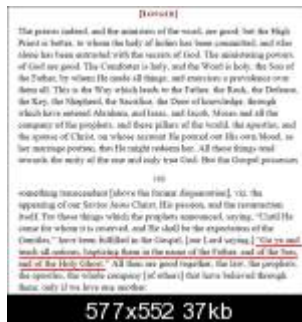 [LONGER]
The priests indeed, and the ministers of the word, are good; but the High
Priest is better, to whom the holy of holies has been committed, and who
alone has been entrusted with the secrets of God. The ministering powers
of God are good. The Comforter is holy, and the Word is holy, the Son of
the Father, by whom He made all things, and exercises a providence over
them all. This is the Way which leads to the Father, the Rock, the Defence,
the Key, the Shepherd, the Sacrifice, the Door of knowledge, through
which have entered Abraham, and Isaac, and Jacob, Moses and all the
company of the prophets, and these pillars of the world, the apostles, and
the spouse of Christ, on whose account He poured out His own blood, as
her marriage portion, that He might redeem her. All these things tend
towards the unity of the one and only true God. But the Gospel possesses
something transcendent [above the former dispensation], viz. the
appearing of our Saviour Jesus Christ, His passion, and the resurrection
itself. For those things which the prophets announced, saying, "Until He
come for whom it is reserved, and He shall be the expectation of the
Gentiles," have been fulfilled in the Gospel, [our Lord saying,] "Go ye and
teach all nations, baptizing them in the name of the Father, and of the Son,
and of the Holy Ghost." All then are good together, the law, the prophets,
the apostles, the whole company [of others] that have believed through
them: only if we love one another.
577x552 37kb